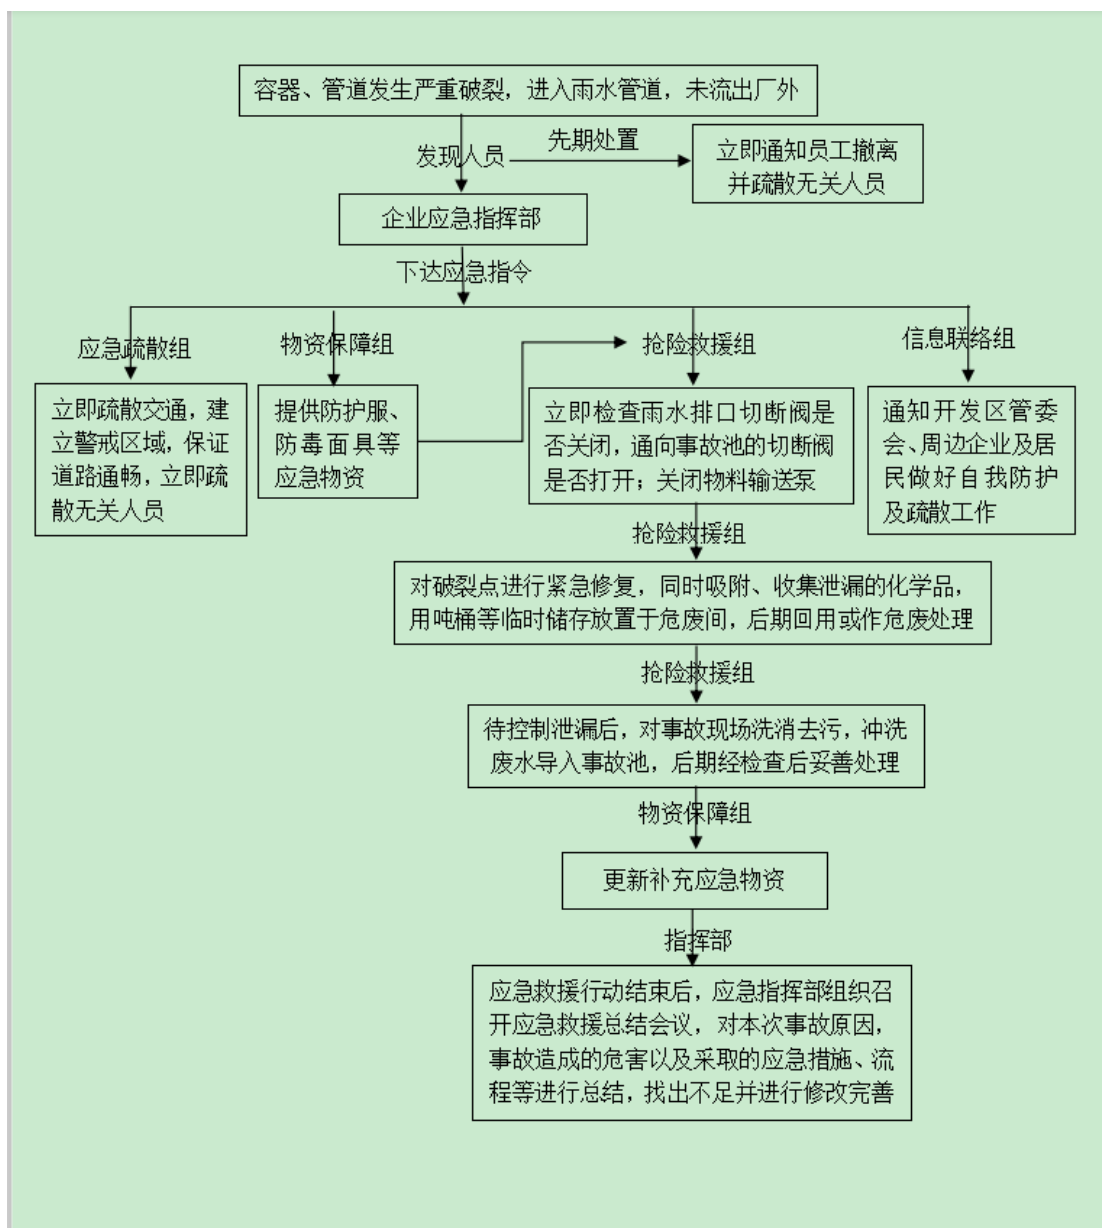 容器、管道发生严重破裂，进入雨水管道，未流出厂外
先期处置
发现人员
立即通知员工撤离
并疏散无关人员
企业应急指挥部
下达应急指令
应急疏散组
物资保障组
抢险救援组
信息联络组
立即疏散交通，建
立警戒区域，保证
道路通畅，立即疏
散无关人员
提供防护服、
防毒面具等
应急物资
立即检查雨水排口切断阀是
否关闭，通向事故池的切断阀
是否打开；关闭物料输送泵
通知开发区管委
会、周边企业及居
民做好自我防护
及疏散工作
抢险救援组
对破裂点进行紧急修复，同时吸附、收集泄漏的化学品，
用吨桶等临时储存放置于危废间，后期回用或作危废处理
抢险救援组
待控制泄漏后，对事故现场洗消去污，冲洗
废水导入事故池，后期经检查后妥善处理
物资保障组
更新补充应急物资
指挥部
应急救援行动结束后，应急指挥部组织召
开应急救援总结会议，对本次事故原因，
事故造成的危害以及采取的应急措施、流
程等进行总结，找出不足并进行修改完善